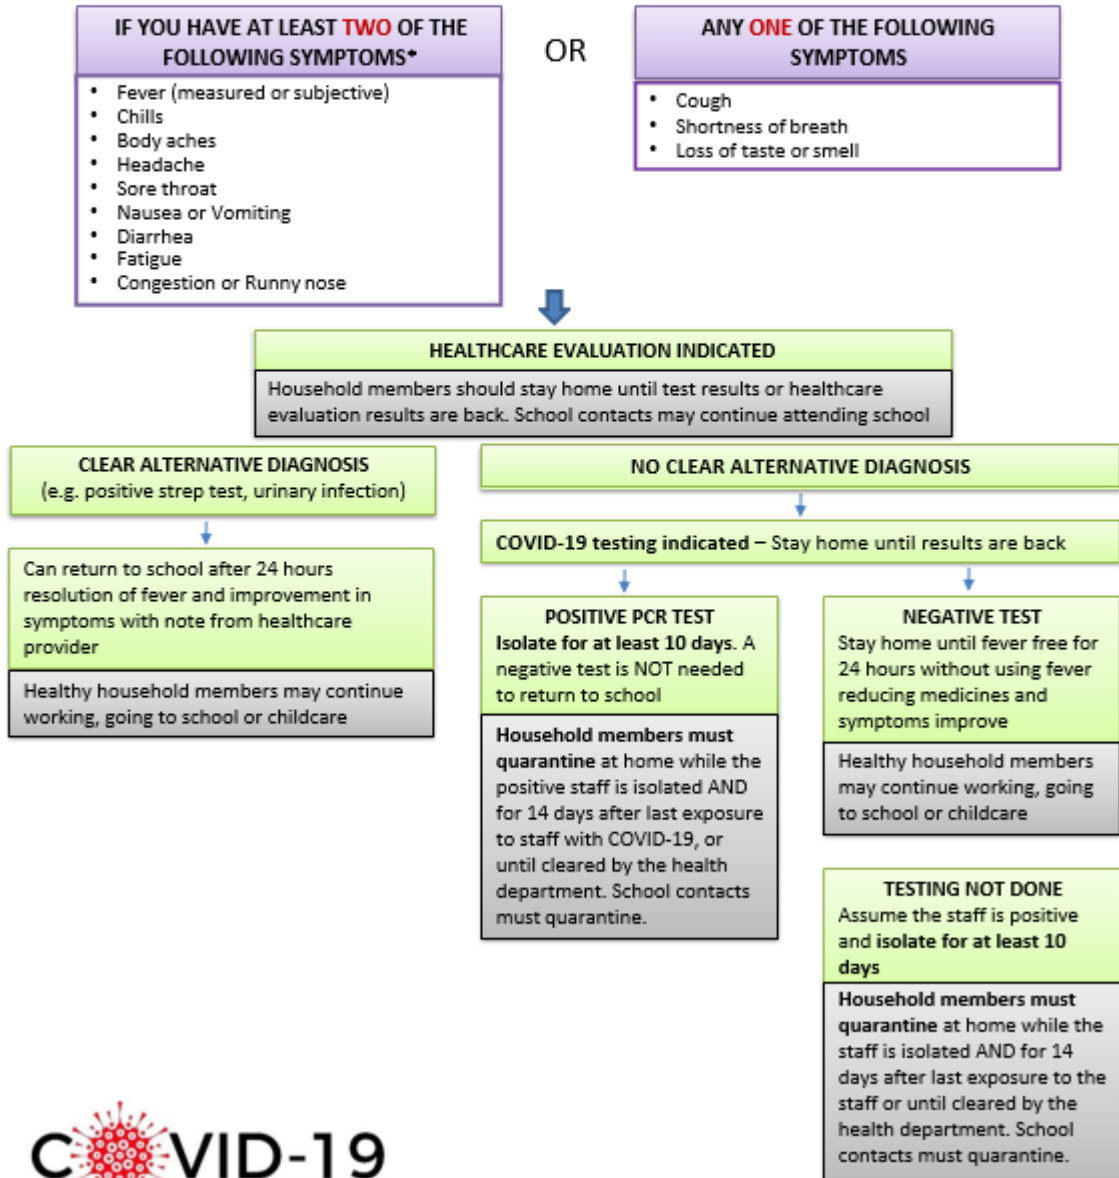 IF YOU HAVE AT LEAST TWO OF THE
FOLLOWING SYMPTOMS*
• Fever (measured or subjective)
• Chills
• Body aches
• Headache
• Sore throat
• Nausea or Vomiting
• Diarrhea
• Fatigue
• Congestion or Runny nose
OR
ANY ONE OF THE FOLLOWING
SYMPTOMS
• Cough
• Shortness of breath
• Loss of taste or smell
HEALTHCARE EVALUATION INDICATED
Household members should stay home until test results or healthcare
evaluation results are back. School contacts may continue attending school
CLEAR ALTERNATIVE DIAGNOSIS
(e.g. positive strep test, urinary infection)
Can return to school after 24 hours
resolution of fever and improvement in
symptoms with note from healthcare
provider
Healthy household members may continue
working, going to school or childcare
NO CLEAR ALTERNATIVE DIAGNOSIS
COVID-19 testing indicated – Stay home until results are back
POSITIVE PCR TEST
Isolate for at least 10 days. A
negative test is NOT needed
to return to school
Household members must
quarantine at home while the
positive staff is isolated AND
for 14 days after last exposure
to staff with COVID-19, or
until cleared by the health
department. School contacts
must quarantine.
NEGATIVE TEST
Stay home until fever free for
24 hours without using fever
reducing medicines and
symptoms improve
Healthy household members
may continue working, going
to school or childcare
TESTING NOT DONE
Assume the staff is positive
and isolate for at least 10
days
Household members must
quarantine at home while the
staff is isolated AND for 14
days after last exposure to the
staff or until cleared by the
health department. School
contacts must quarantine.
COVID-19